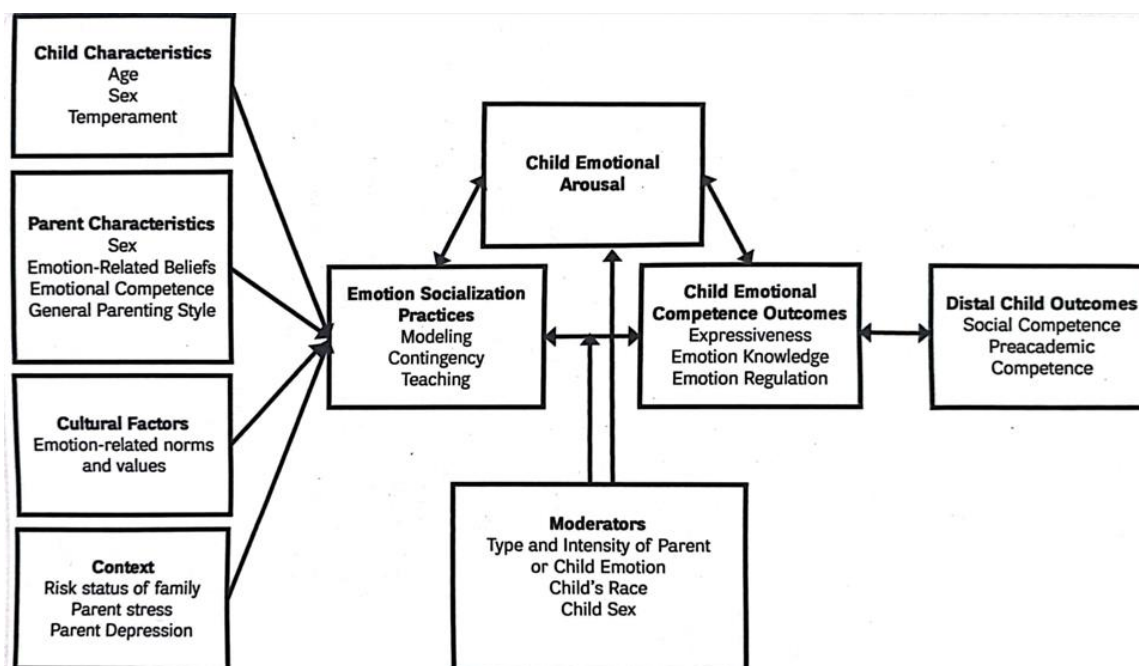 Child Characteristics
Age
Sex
Temperament
Parent Characteristics
Sex
Emotion-Related Beliefs
Emotional Competence
General Parenting Style
Cultural Factors
Emotion-related norms
and values
Context
Risk status of family
Parent stress
Parent Depression
Child Emotional
Arousal
Emotion Socialization
Practices
Modeling
Contingency
Teaching
Child Emotional
Competence Outcomes
Expressiveness
Emotion Knowledge
Emotion Regulation
Distal Child Outcomes
Social Competence
Preacademic
Competence
Moderators
Type and Intensity of Parent
or Child Emotion
Child's Race
Child Sex